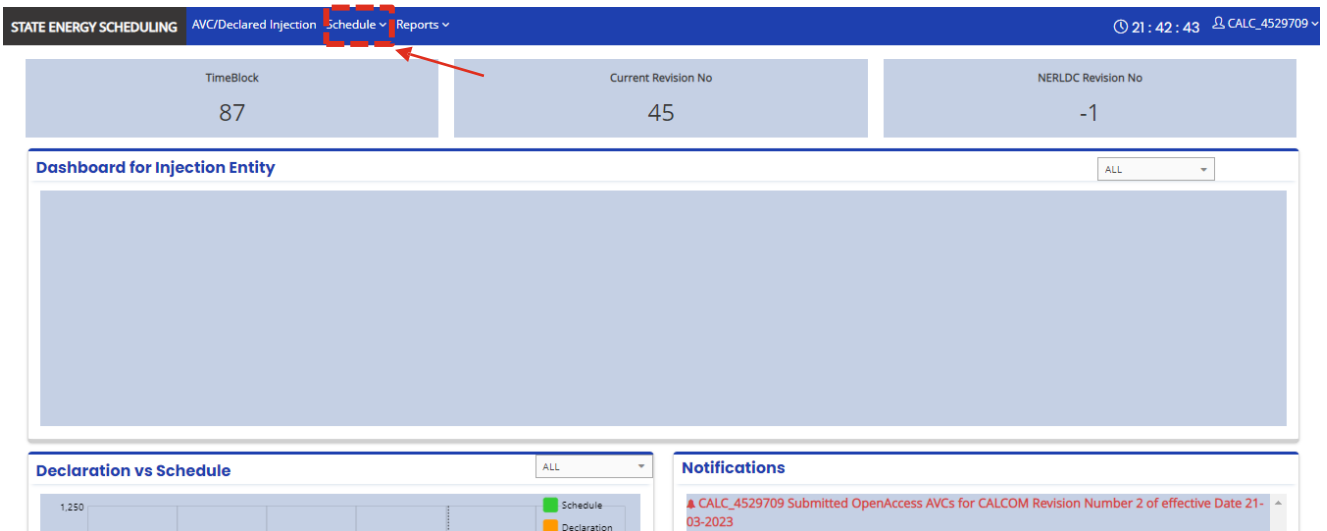 STATE ENERGY SCHEDULING AVC/Declared Injection Schedule Reports 21 : 42 : 43 CALC_4529709
TimeBlock Current Revision No NERLDC Revision No
87 45 -1
Dashboard for Injection Entity ALL
Declaration vs Schedule ALL Notifications
1,250 Schedule CALC_4529709 Submitted OpenAccess AVCs for CALCOM Revision Number 2 of effective Date 21-
Declaration 03-2023